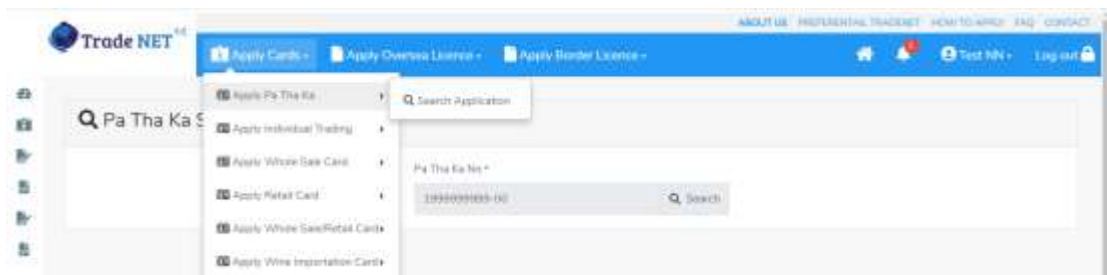 ABOUT US PREFERENTIAL TRADENET HOW TO APPLY FAQ CONTACT
Trade NET
Apply Cards Apply Oversea Licence Apply Border Licence Test NN Log out
Apply Pa Tha Ka
Search Application
Pa Tha Ka S
Apply Individual Trading
Apply Whole Sale Card
Pa Tha Ka No *
Apply Retail Card
Search
Apply Whole Sale/Retail Card
Apply Wine Importation Card